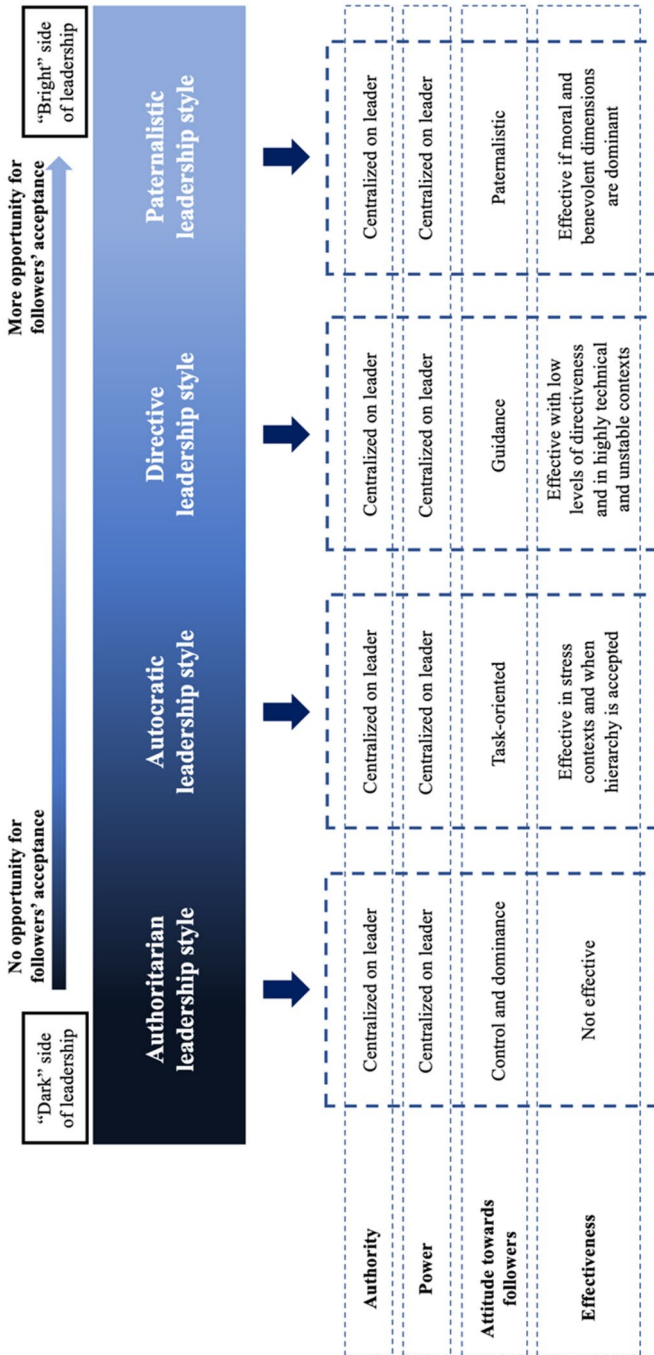 “Dark” side
of leadership
No opportunity for
followers’ acceptance
More opportunity for
followers’ acceptance
“Bright” side
of leadership
Authoritarian
leadership style
Autocratic
leadership style
Directive
leadership style
Paternalistic
leadership style
Authority
Centralized on leader
Centralized on leader
Centralized on leader
Centralized on leader
Power
Centralized on leader
Centralized on leader
Centralized on leader
Centralized on leader
Attitude towards
followers
Control and dominance
Task-oriented
Guidance
Paternalistic
Effectiveness
Not effective
Effective in stress
contexts and when
hierarchy is accepted
Effective with low
levels of directiveness
and in highly technical
and unstable contexts
Effective if moral and
benevolent dimensions
are dominant